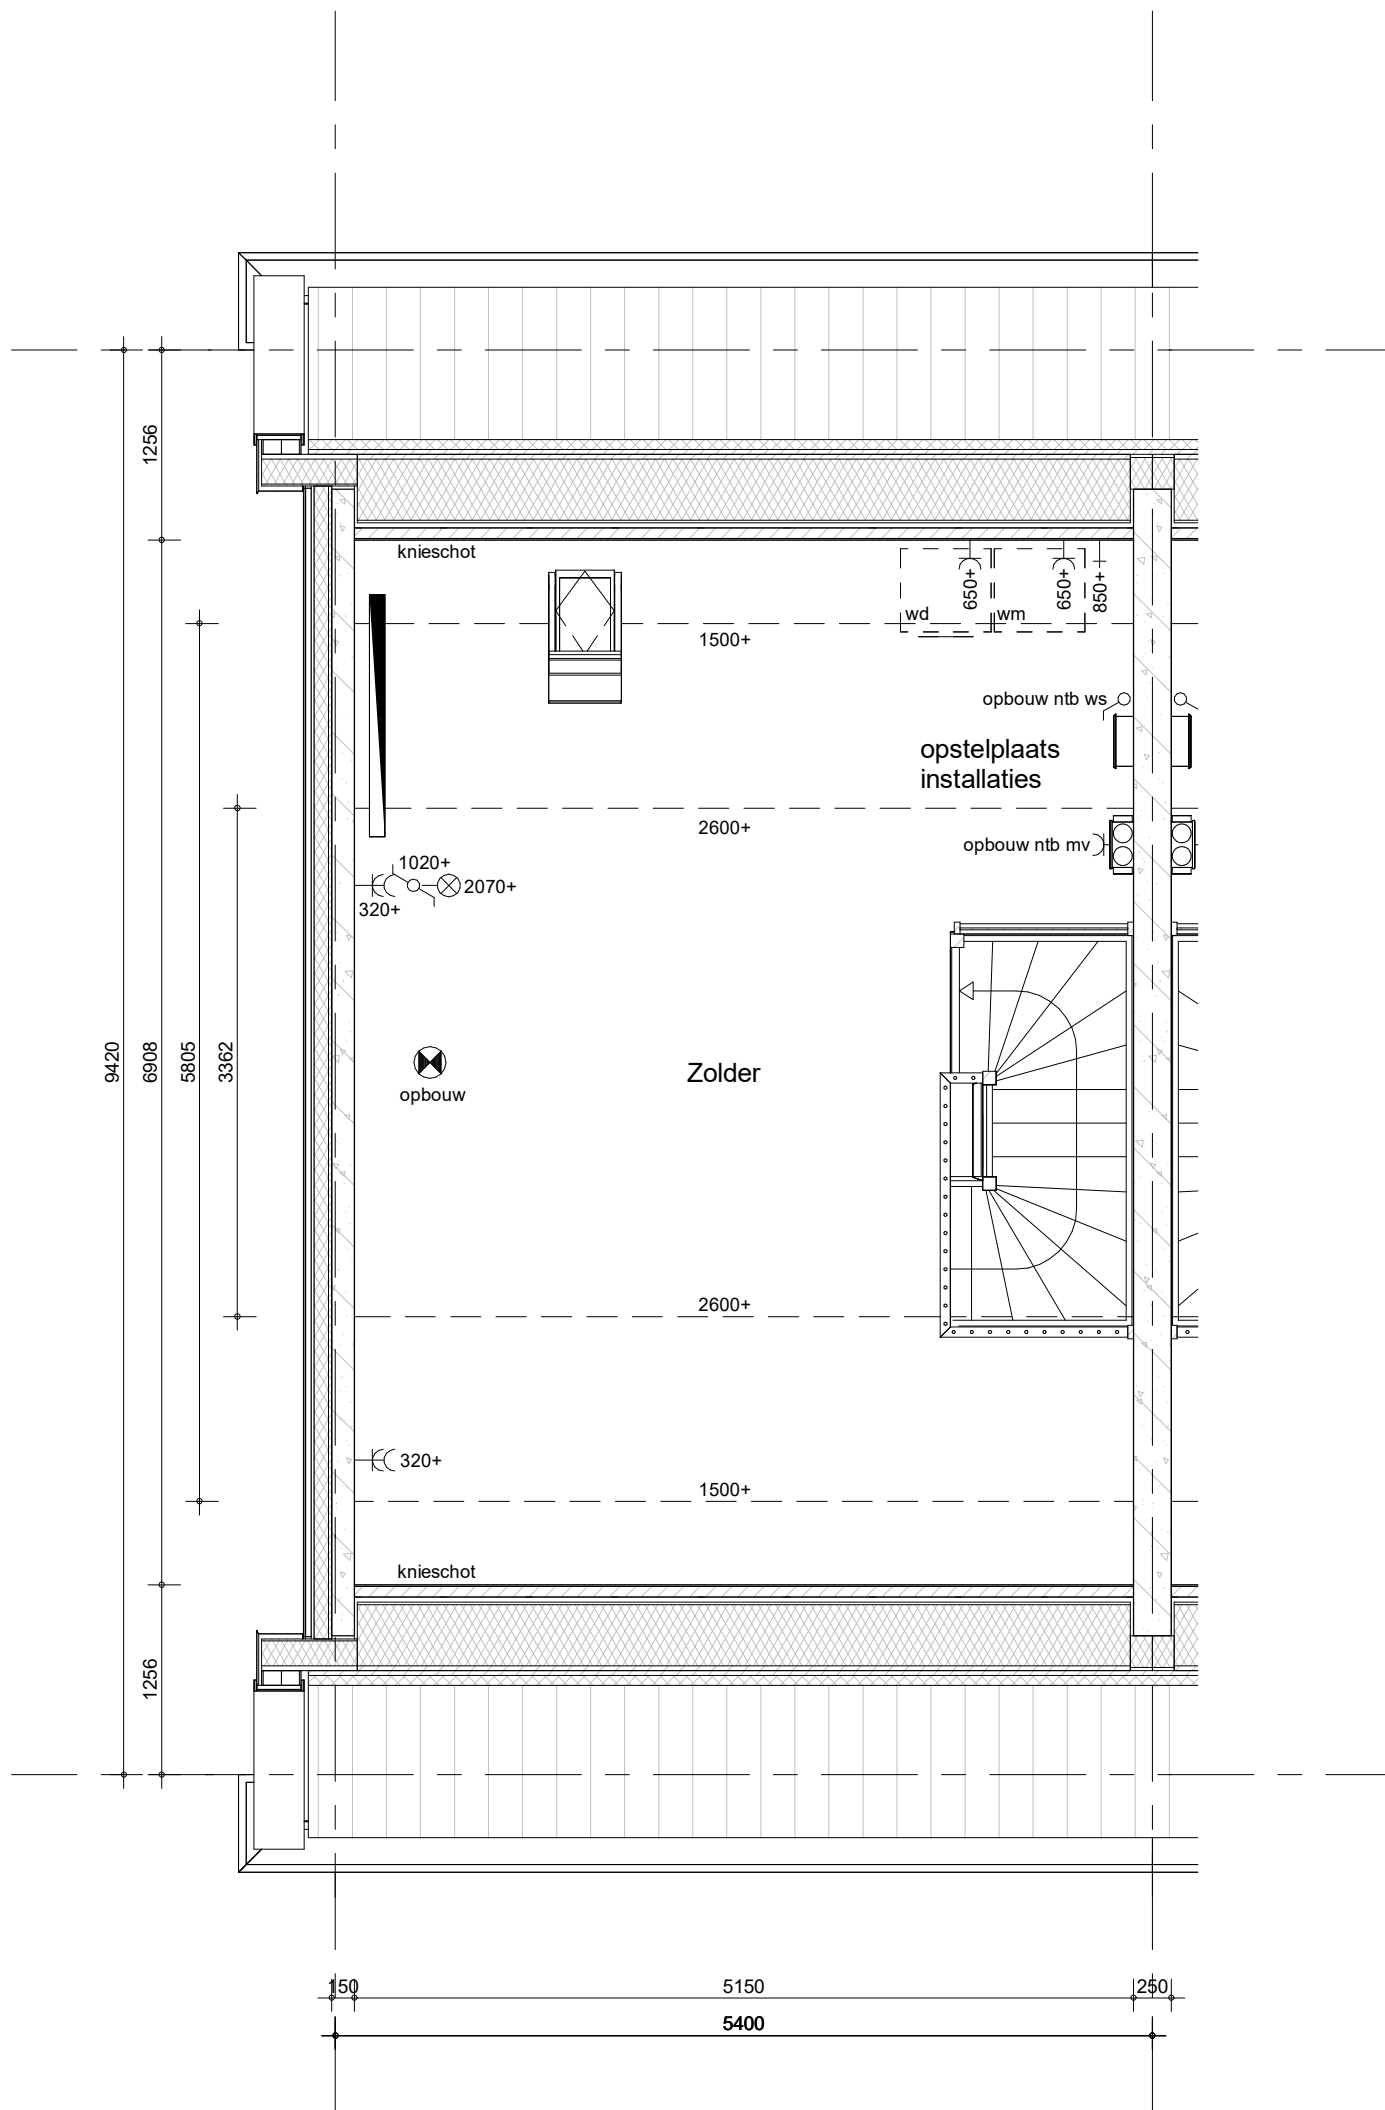 1256
knieschot
650+
650+
850+
wd
wm
1500+
opbouw ntb ws
opstelplaats
installaties
2600+
opbouw ntb mv
1020+
2070+
320+
9420
6908
5805
3362
Zolder
opbouw
2600+
320+
1500+
knieschot
1256
150
5150
250
5400